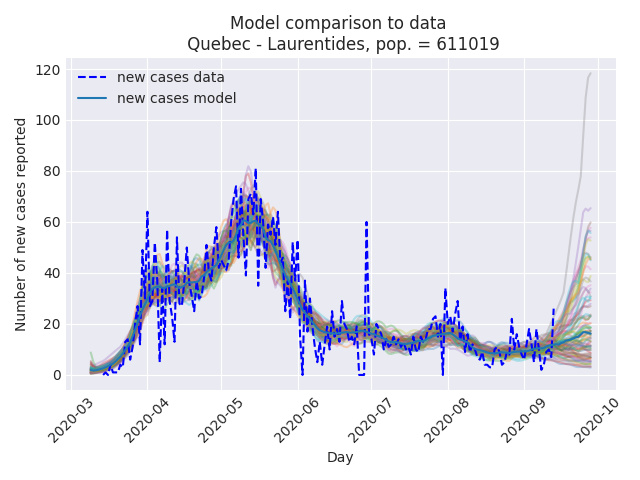 Model comparison to data
Quebec - Laurentides, pop. = 611019
new cases data
new cases model
Number of new cases reported
120
100
80
60
40
20
0
2020-03
2020-04
2020-05
2020-06
2020-07
2020-08
2020-09
2020-10
Day